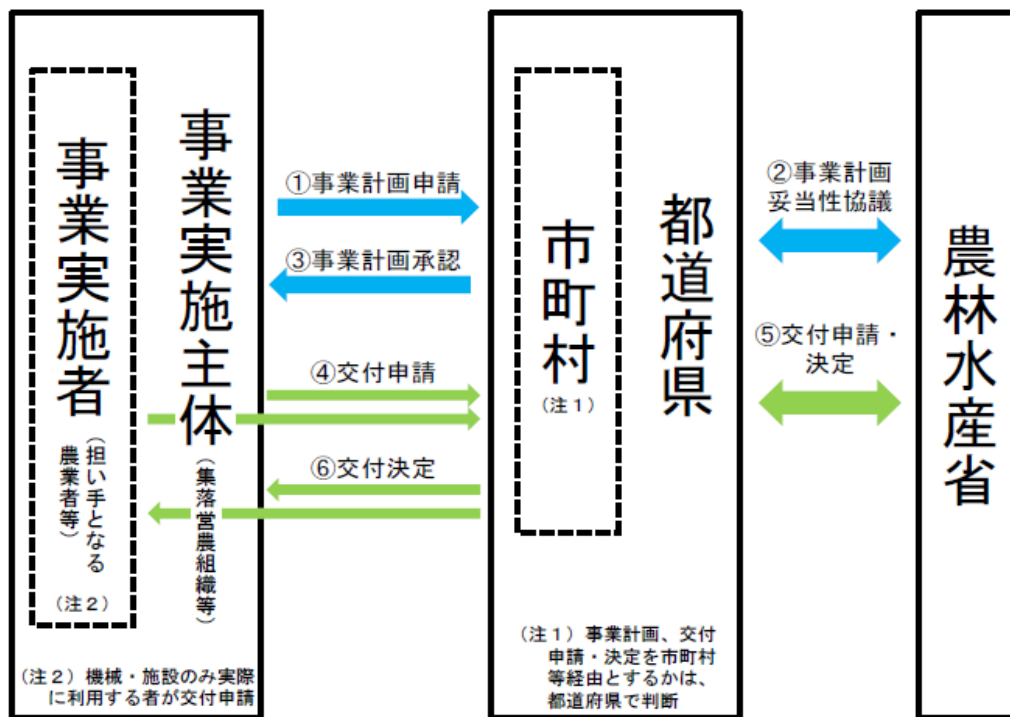 事業実施者
（担い手となる
農業者等）
（注２）
事業実施主体
（集落営農組織等）
（注２）機械・施設のみ実際
に利用する者が交付申請
①事業計画申請
③事業計画承認
④交付申請
⑥交付決定
市町村
（注１）
都道府県
（注１）事業計画、交付
申請・決定を市町村
等経由とするかは、
都道府県で判断
②事業計画
妥当性協議
⑤交付申請・
決定
農林水産省